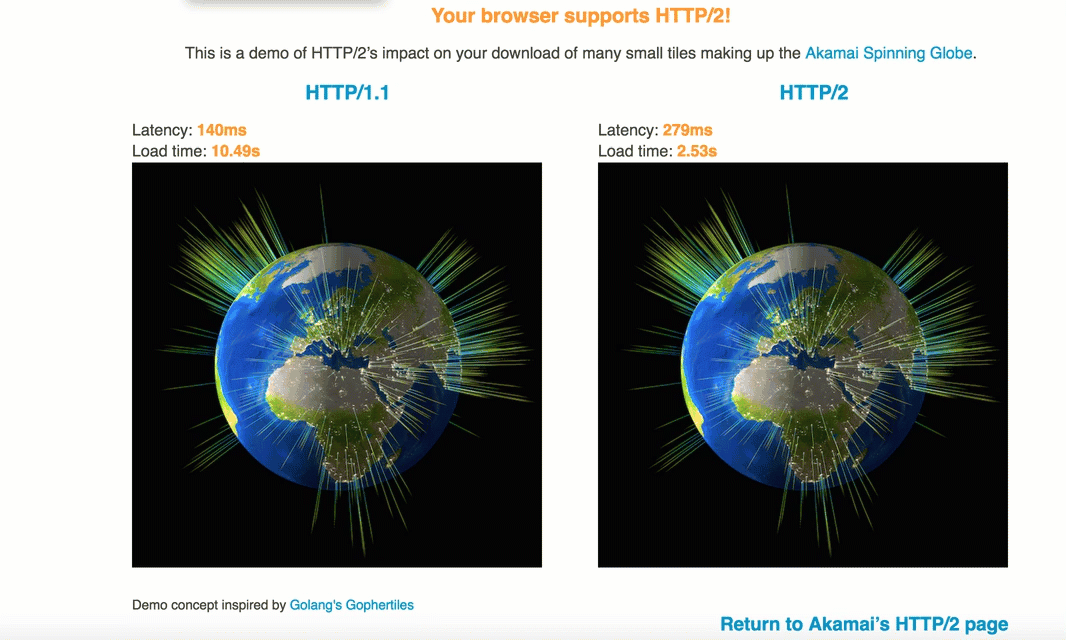 Your browser supports HTTP/2!
This is a demo of HTTP/2's impact on your download of many small tiles making up the Akamai Spinning Globe.
HTTP/1.1
Latency: 140ms
Load time: 10.49s
HTTP/2
Latency: 279ms
Load time: 2.53s
Demo concept inspired by Golang's Gophertiles
Return to Akamai's HTTP/2 page